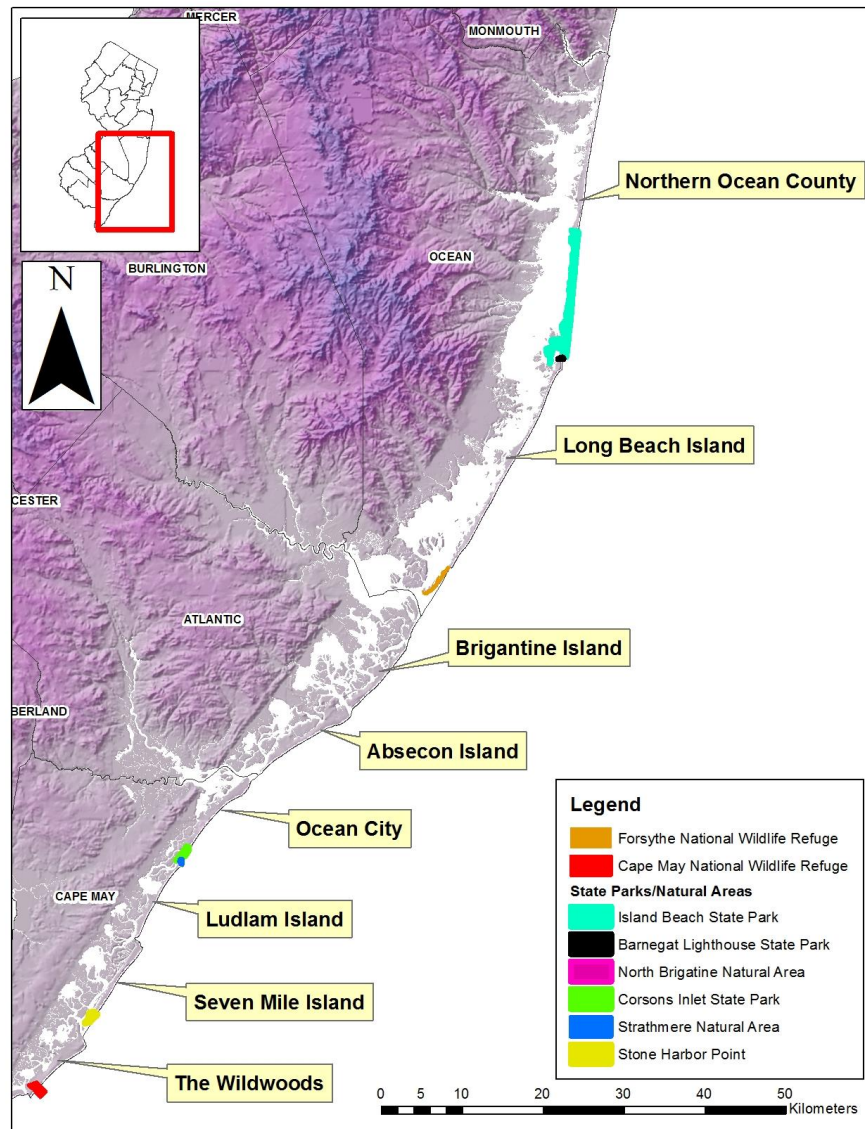 MERCER
MONMOUTH
Northern Ocean County
N
BURLINGTON
OCEAN
Long Beach Island
CESTER
ATLANTIC
Brigantine Island
BERLAND
Absecon Island
Ocean City
CAPE MAY
Ludlam Island
Seven Mile Island
The Wildwoods
Legend
Forsythe National Wildlife Refuge
Cape May National Wildlife Refuge
State Parks/Natural Areas
Island Beach State Park
Barnegat Lighthouse State Park
North Brigatine Natural Area
Corsons Inlet State Park
Strathmere Natural Area
Stone Harbor Point
0 10 20 30 40 50
Kilometers